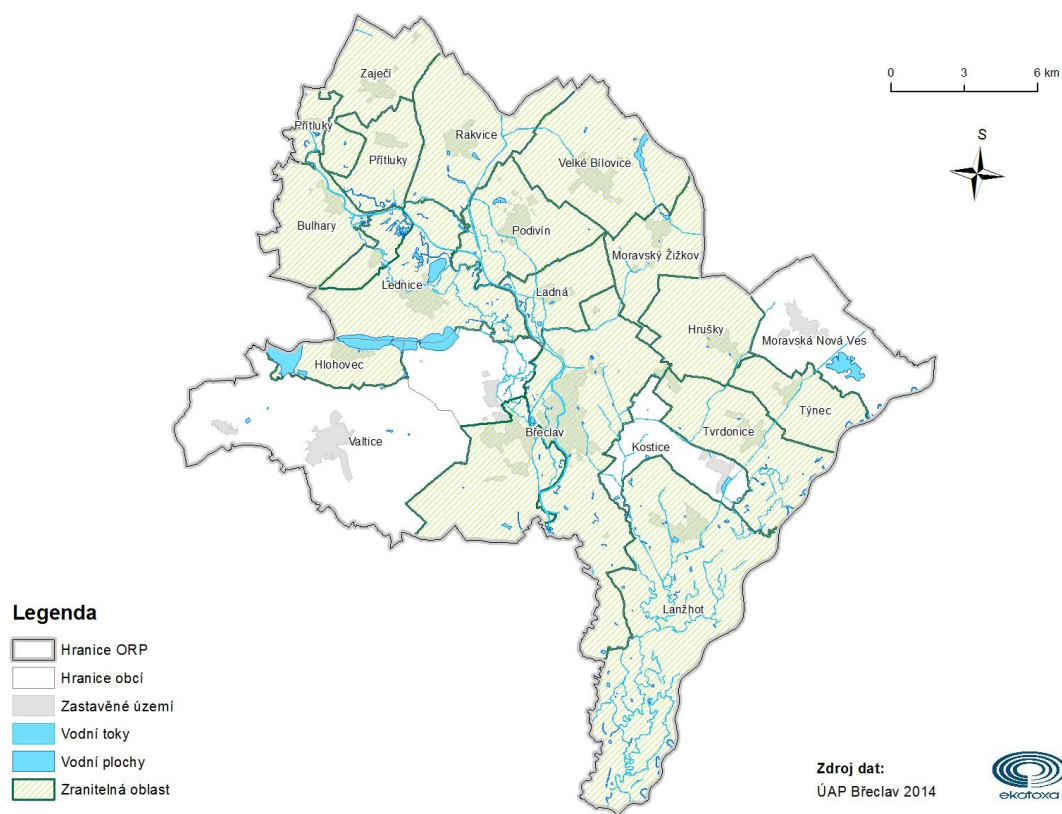 0 3 6 km
S
Zaječí
Přítluky
Rakvice
Přítluky
Velké Bílovice
Bulhary
Podivín
Moravský Žižkov
Lednice
Ladná
Hrušky
Moravská Nová Ves
Hlohovec
Týnec
Valtice
Břeclav
Tvrdonice
Kostice
Lanžhot
Legenda
Hranice ORP
Hranice obcí
Zastavěné území
Vodní toky
Vodní plochy
Zranitelná oblast
Zdroj dat:
ÚAP Břeclav 2014
ekotoxa